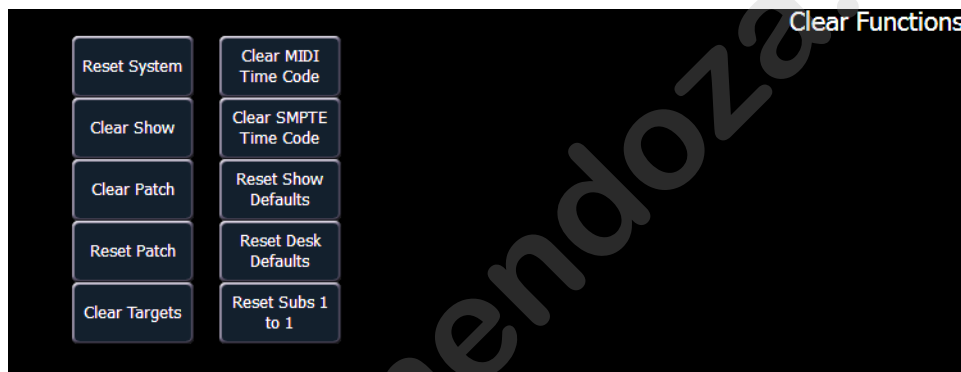 Clear Functions
Reset System
Clear MIDI
Time Code
Clear Show
Clear SMPTE
Time Code
Clear Patch
Reset Show
Defaults
Reset Patch
Reset Desk
Defaults
Clear Targets
Reset Subs 1
to 1
endoza